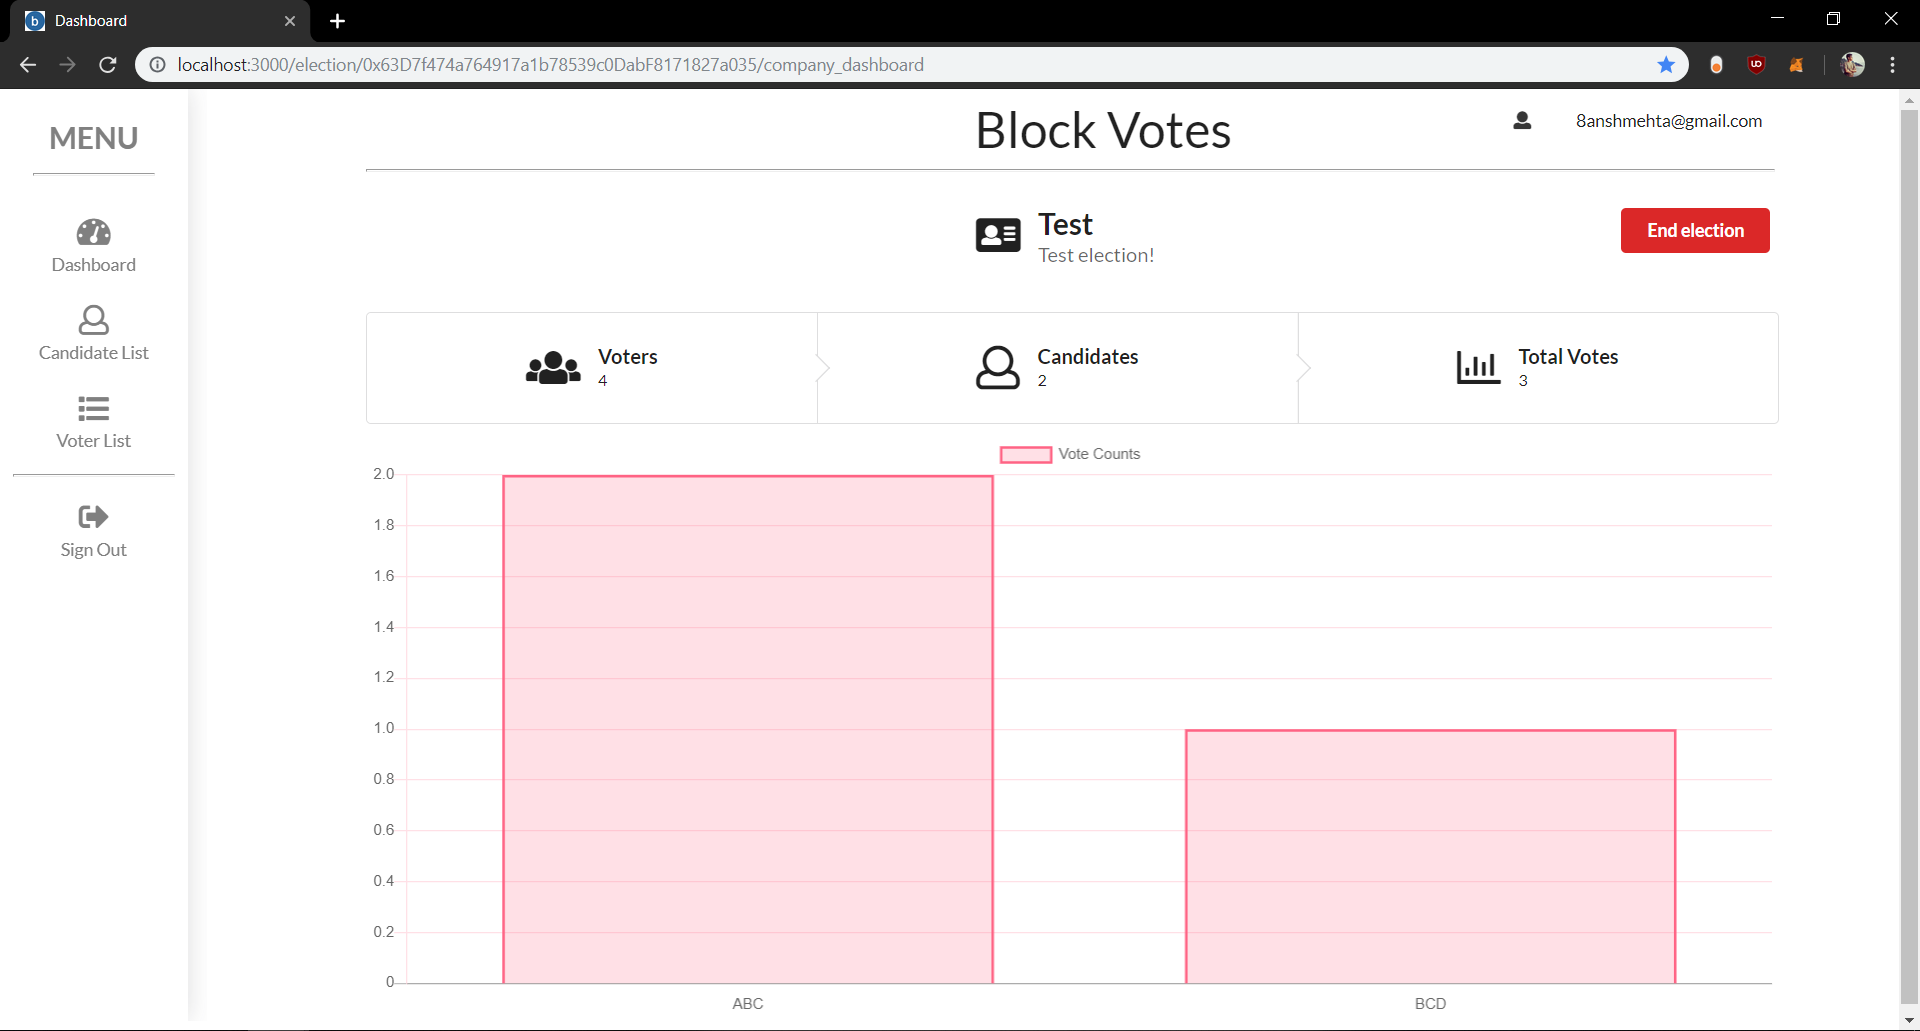 Dashboard
localhost:3000/election/0x63D7f474a764917a1b78539c0DabF8171827a035/company_dashboard
MENU
Dashboard
Candidate List
Voter List
Sign Out
Block Votes
8anshmehta@gmail.com
Test
Test election!
End election
Voters
4
Candidates
2
Total Votes
3
Vote Counts
2.0
1.8
1.6
1.4
1.2
1.0
0.8
0.6
0.4
0.2
0
ABC
BCD